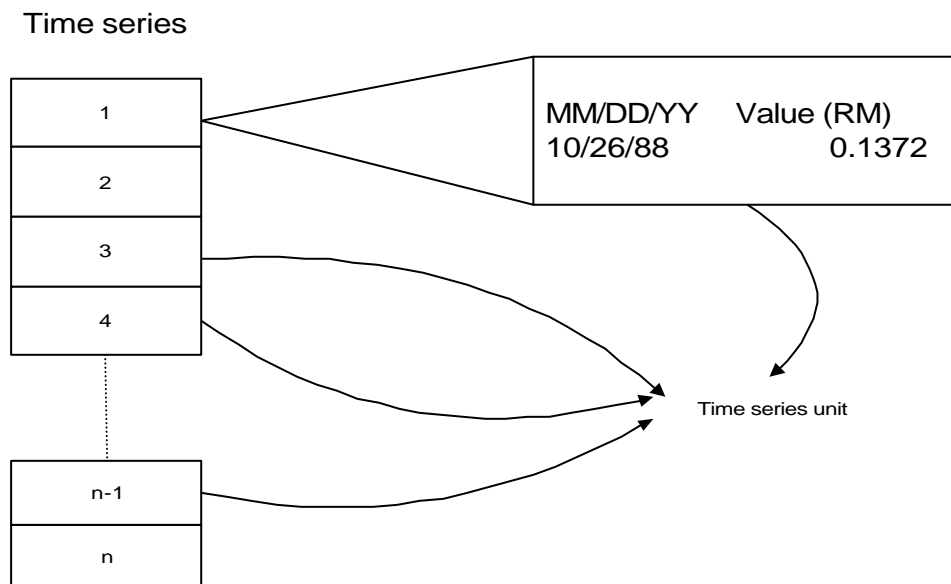 Time series
1
2
3
4
n-1
n
MM/DD/YY Value (RM)
10/26/88 0.1372
Time series unit